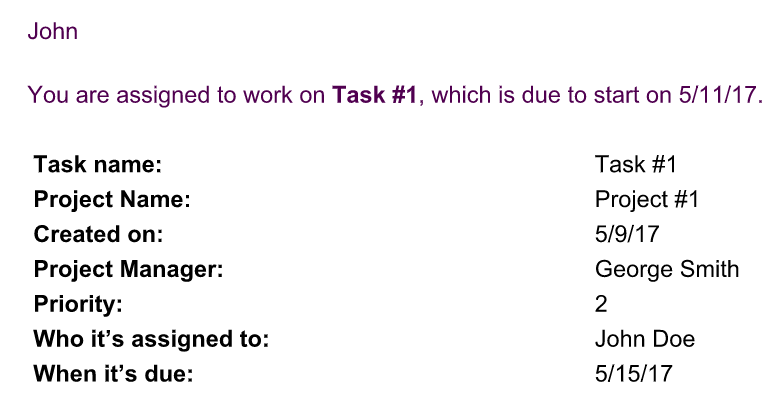 John
You are assigned to work on Task #1, which is due to start on 5/11/17.
Task name: Task #1
Project Name: Project #1
Created on: 5/9/17
Project Manager: George Smith
Priority: 2
Who it’s assigned to: John Doe
When it’s due: 5/15/17